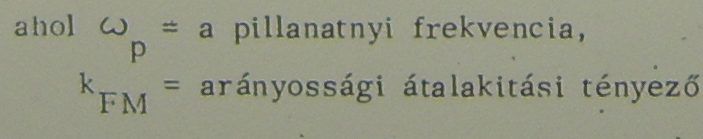 ahol ω_p = a pillanatnyi frekvencia,
k_FM = arányossági átalakitási tényező